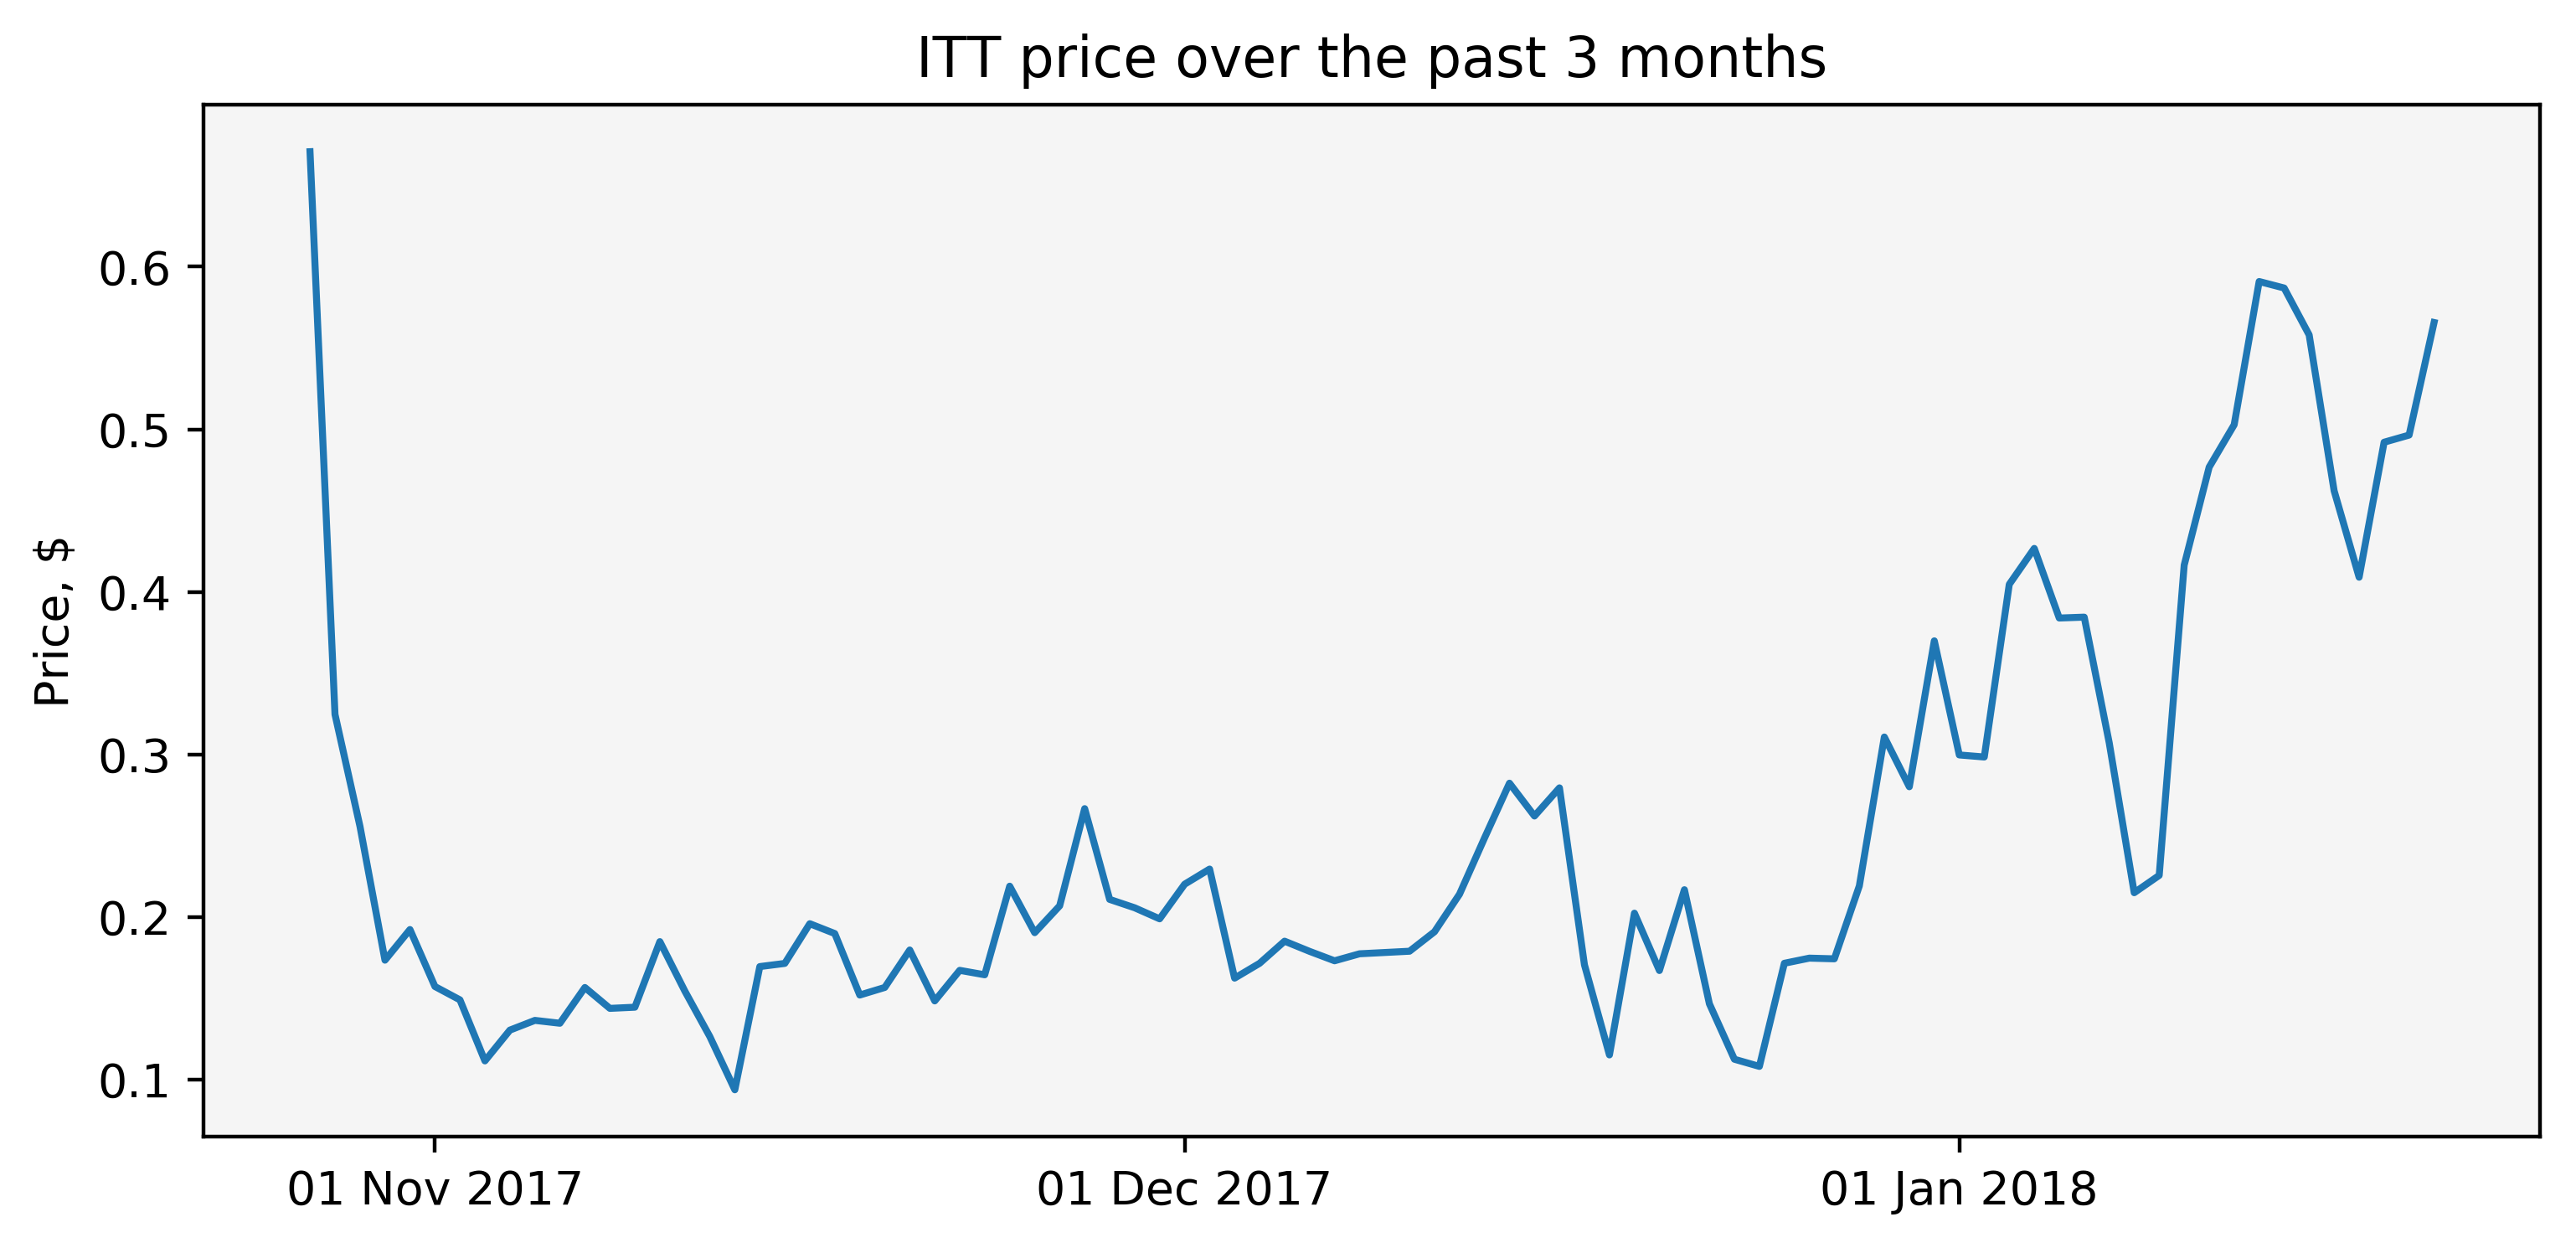 ITT price over the past 3 months
Price, $
0.6
0.5
0.4
0.3
0.2
0.1
01 Nov 2017
01 Dec 2017
01 Jan 2018